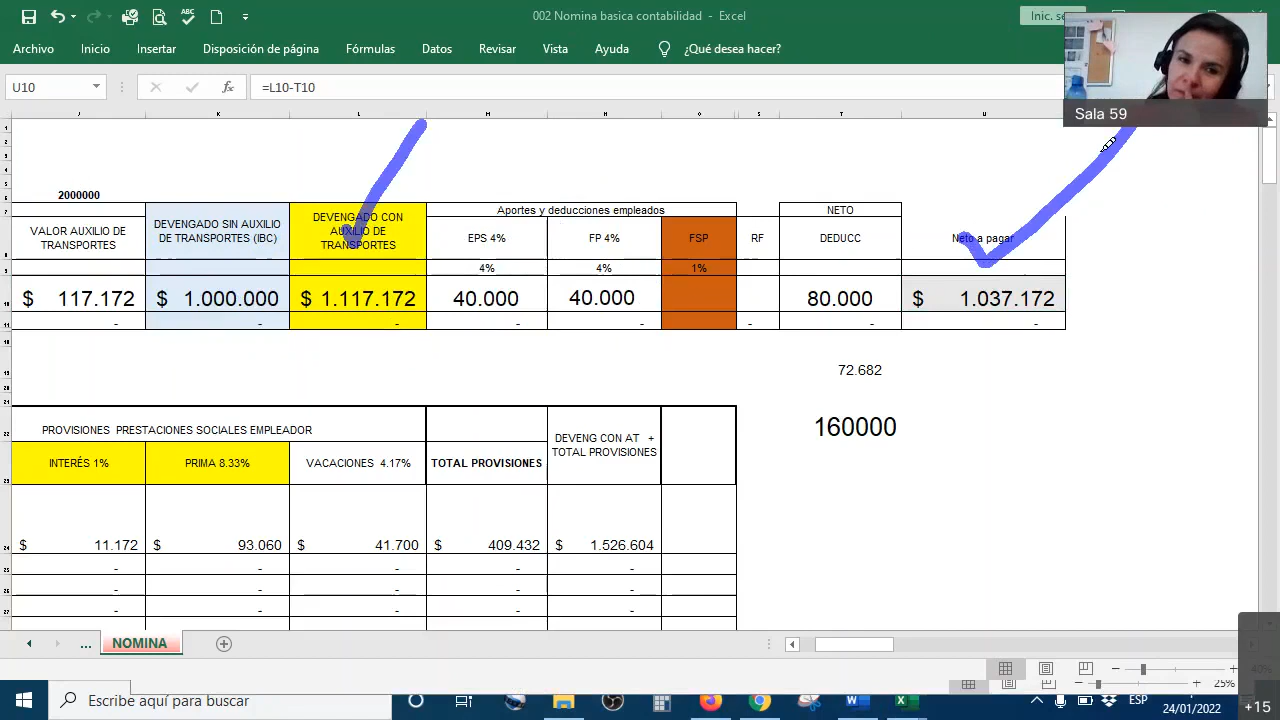 002 Nomina basica contabilidad - Excel
Inic. se
Archivo Inicio Insertar Disposición de página Fórmulas Datos Revisar Vista Ayuda ¿Qué desea hacer?
U10 fx =L10-T10
Sala 59
2000000
VALOR AUXILIO DE TRANSPORTES
DEVENGADO SIN AUXILIO DE TRANSPORTES (IBC)
DEVENGADO CON AUXILIO DE TRANSPORTES
Aportes y deducciones empleados
EPS 4% FP 4% FSP RF
NETO
DEDUCC
Neto a pagar
4% 4% 1%
$ 117.172 $ 1.000.000 $ 1.117.172 40.000 40.000 80.000 $ 1.037.172
- - - - - - - -
72.682
160000
PROVISIONES PRESTACIONES SOCIALES EMPLEADOR
DEVENG CON AT +
TOTAL PROVISIONES
INTERÉS 1% PRIMA 8.33% VACACIONES 4.17% TOTAL PROVISIONES
$ 11.172 $ 93.060 $ 41.700 $ 409.432 $ 1.526.604
- - - - -
- - - - -
- - - - -
... NOMINA
25%
Escribe aquí para buscar
ESP
18:11
24/01/2022
+15